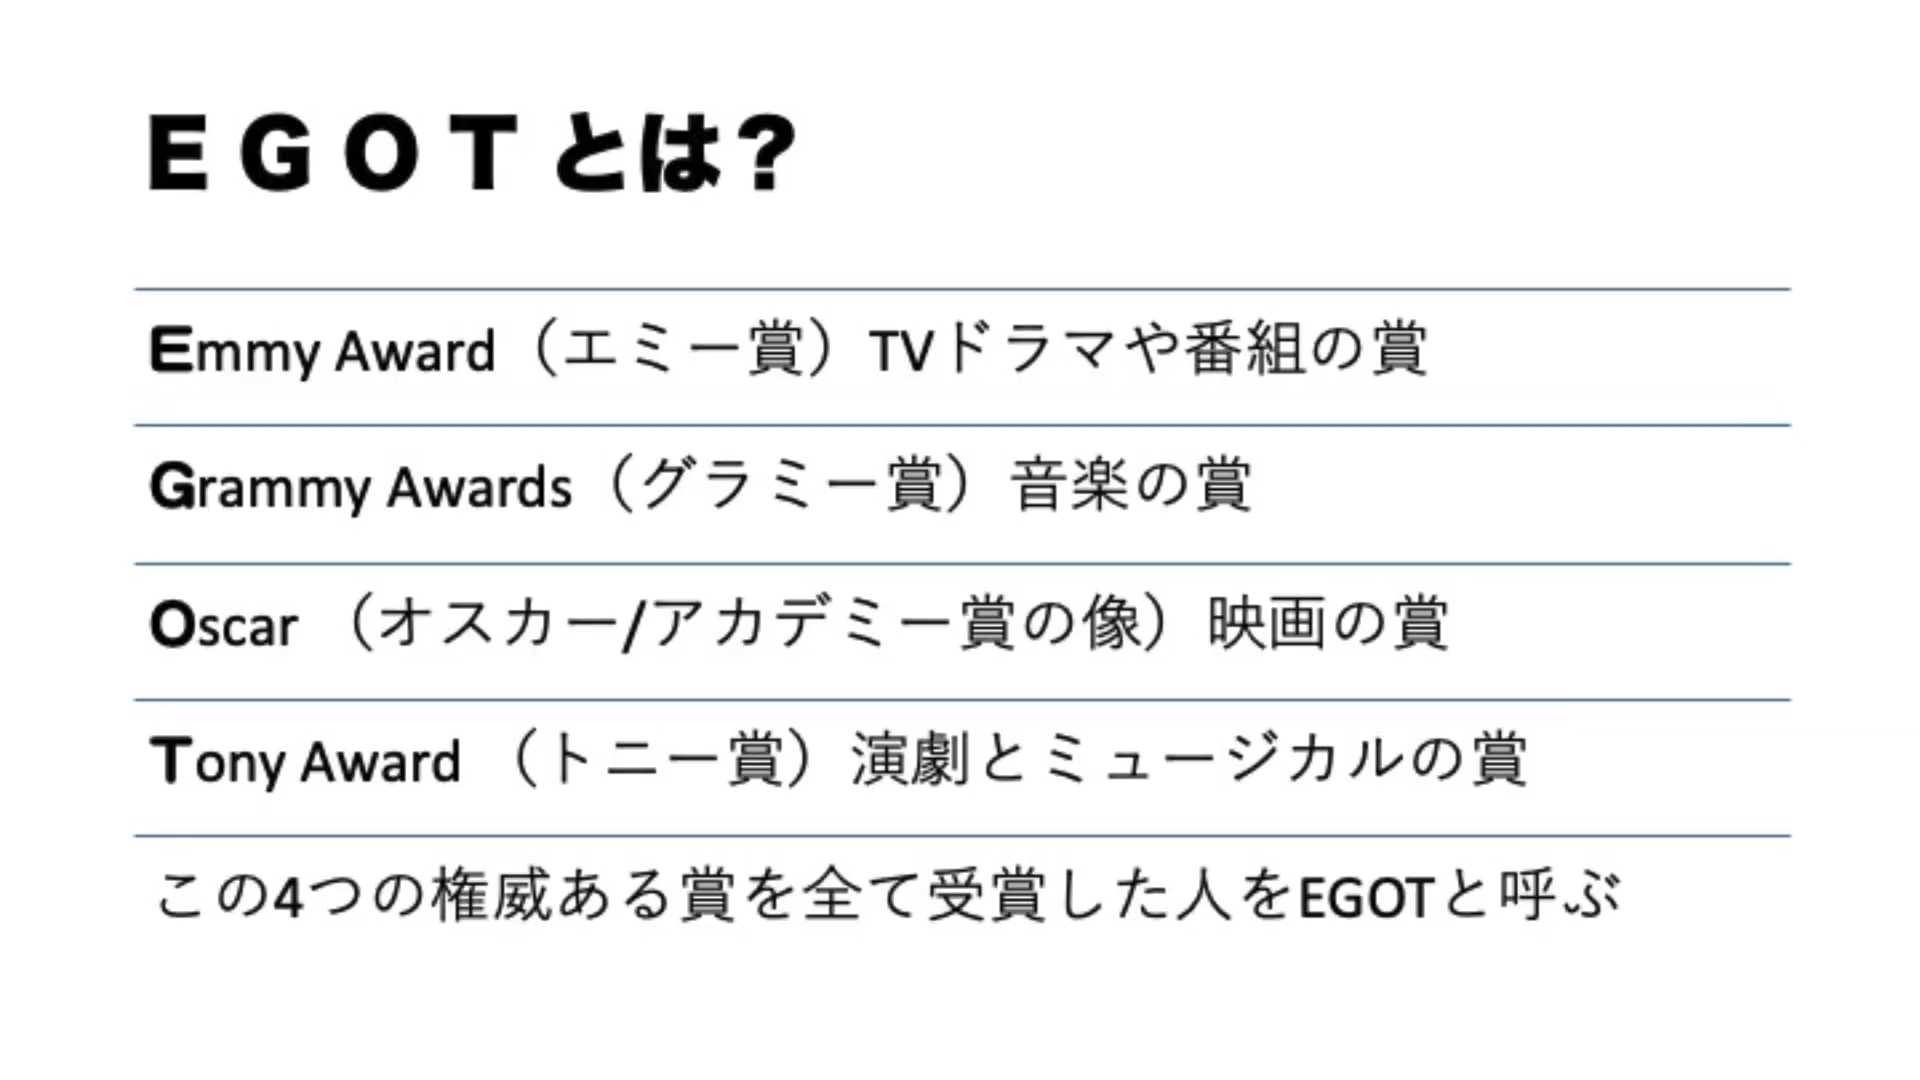 E G O T とは?
Emmy Award（エミー賞）TVドラマや番組の賞
Grammy Awards（グラミー賞）音楽の賞
Oscar （オスカー/アカデミー賞の像）映画の賞
Tony Award （トニー賞）演劇とミュージカルの賞
この4つの権威ある賞を全て受賞した人をEGOTと呼ぶ